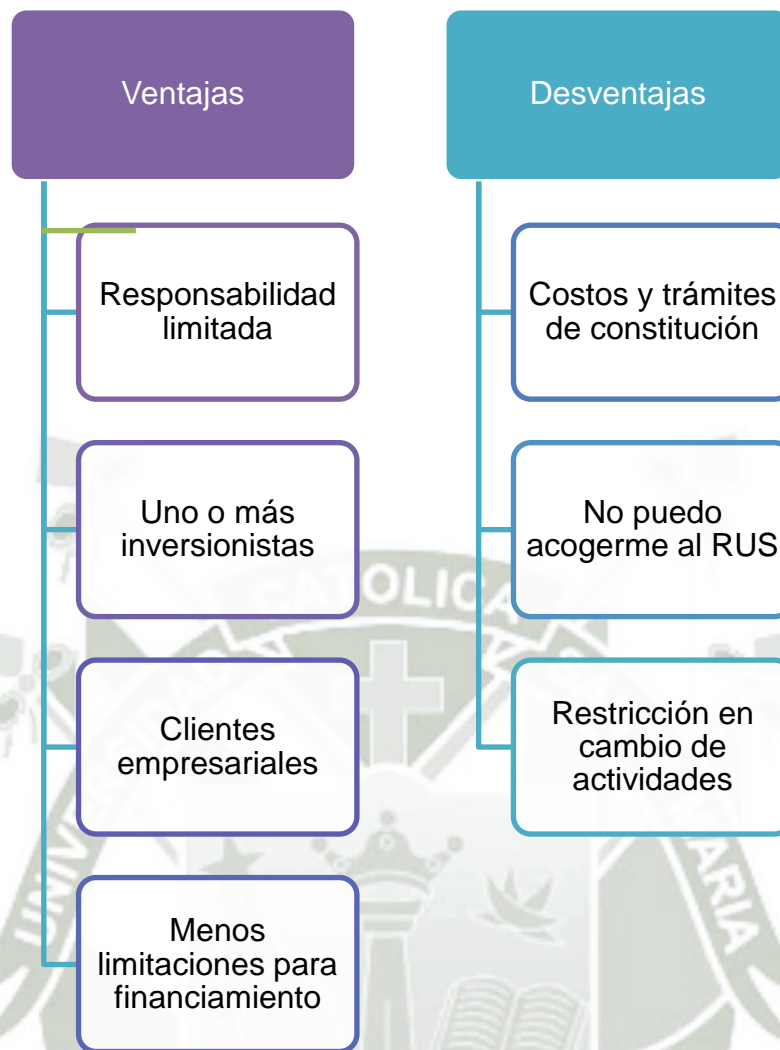 Ventajas
Responsabilidad
limitada
Uno o más
inversionistas
Clientes
empresariales
Menos
limitaciones para
financiamiento
Desventajas
Costos y trámites
de constitución
No puedo
acogerme al RUS
Restricción en
cambio de
actividades
CATOLICA